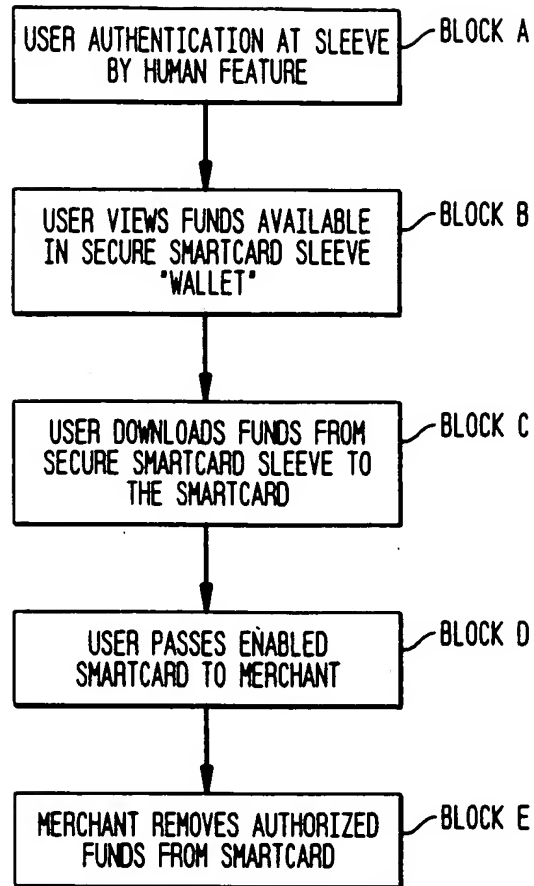 USER AUTHENTICATION AT SLEEVE
BY HUMAN FEATURE
BLOCK A
USER VIEWS FUNDS AVAILABLE
IN SECURE SMARTCARD SLEEVE
"WALLET"
BLOCK B
USER DOWNLOADS FUNDS FROM
SECURE SMARTCARD SLEEVE TO
THE SMARTCARD
BLOCK C
USER PASSES ENABLED
SMARTCARD TO MERCHANT
BLOCK D
MERCHANT REMOVES AUTHORIZED
FUNDS FROM SMARTCARD
BLOCK E